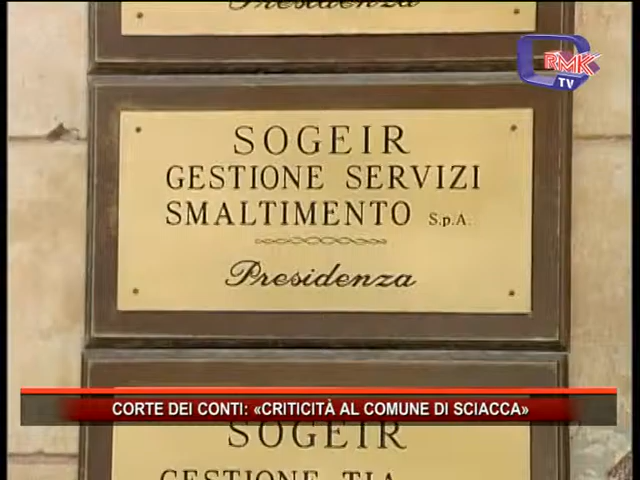 Presidenza
RMK
TV
SOGEIR
GESTIONE SERVIZI
SMALTIMENTO S.p.A.
Presidenza
CORTE DEI CONTI: «CRITICITÀ AL COMUNE DI SCIACCA»
SOGEIR
GESTIONE TIA